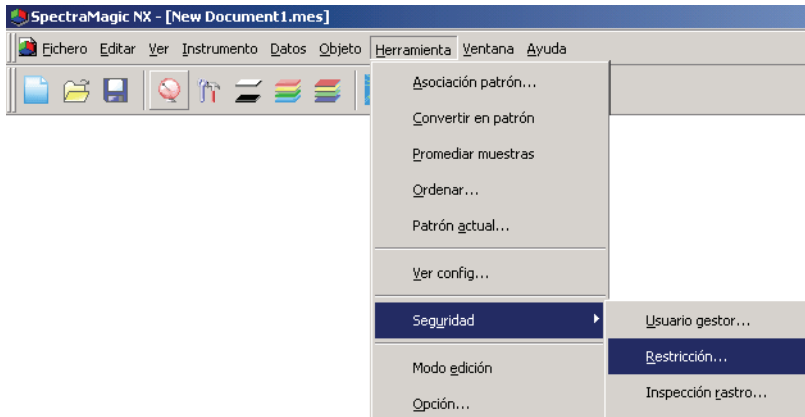 SpectraMagic NX - [New Document1.mes]
Fichero Editar Ver Instrumento Datos Objeto Herramienta Ventana Ayuda
Asociación patrón...
Convertir en patrón
Promediar muestras
Ordenar...
Patrón actual...
Ver config...
Seguridad
Usuario gestor...
Restricción...
Inspección rastro...
Modo edición
Opción...